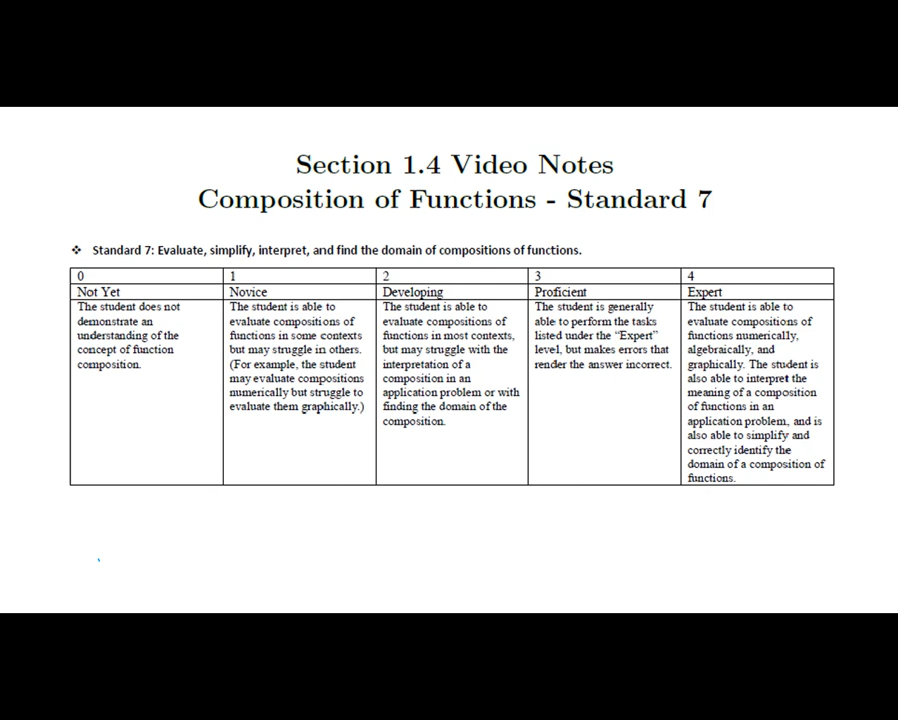 Section 1.4 Video Notes
Composition of Functions - Standard 7
❖ Standard 7: Evaluate, simplify, interpret, and find the domain of compositions of functions.
0
Not Yet
The student does not
demonstrate an
understanding of the
concept of function
composition.
1
Novice
The student is able to
evaluate compositions of
functions in some contexts
but may struggle in others.
(For example, the student
may evaluate compositions
numerically but struggle to
evaluate them graphically.)
2
Developing
The student is able to
evaluate compositions of
functions in most contexts,
but may struggle with the
interpretation of a
composition in an
application problem or with
finding the domain of the
composition.
3
Proficient
The student is generally
able to perform the tasks
listed under the “Expert”
level, but makes errors that
render the answer incorrect.
4
Expert
The student is able to
evaluate compositions of
functions numerically,
algebraically, and
graphically. The student is
also able to interpret the
meaning of a composition
of functions in an
application problem, and is
also able to simplify and
correctly identify the
domain of a composition of
functions.